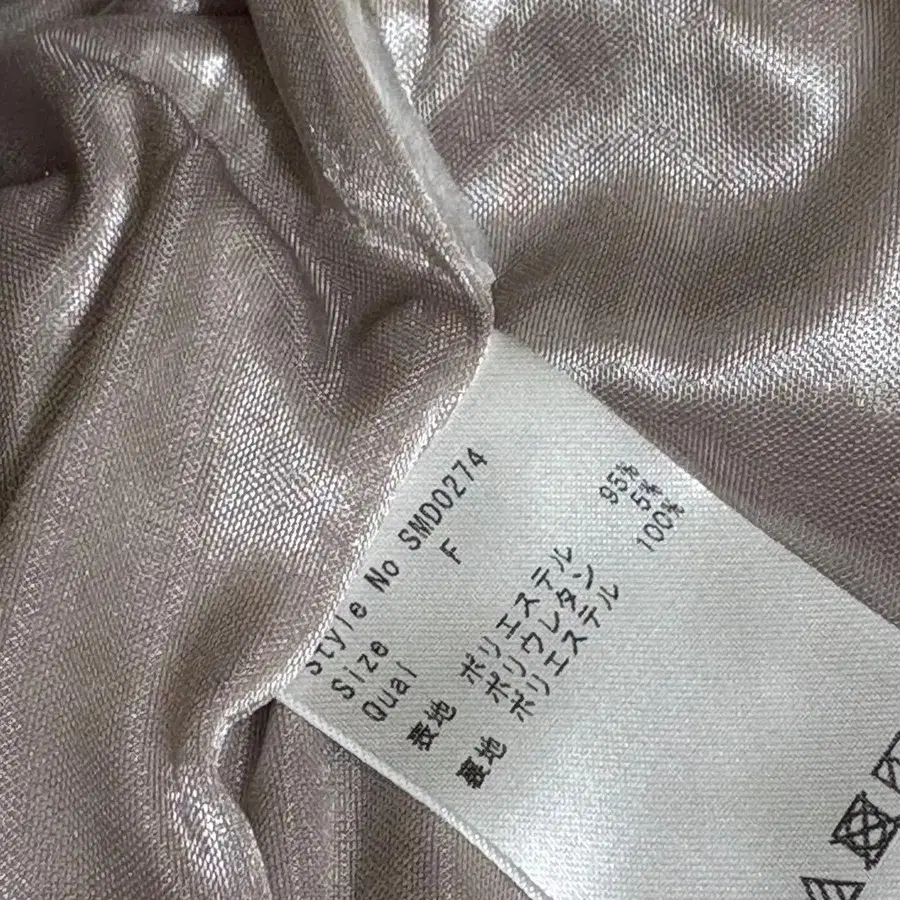 Style No SMD0274
Size F
Qual
表地 ポリエステル 95%
ポリウレタン 5%
裏地 ポリエステル 100%